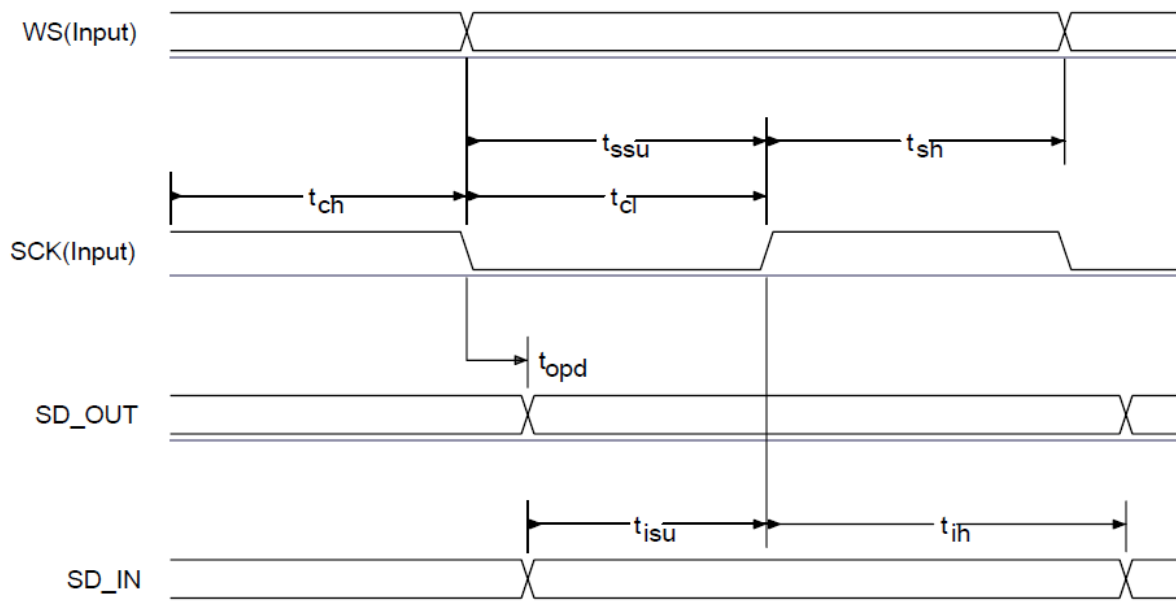 WS(Input)
tssu
tsh
tch
tcl
SCK(Input)
topd
SD_OUT
tisu
tih
SD_IN